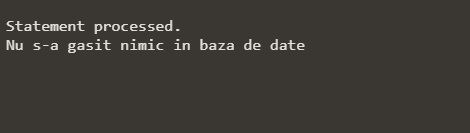 Statement processed.
Nu s-a gasit nimic in baza de date